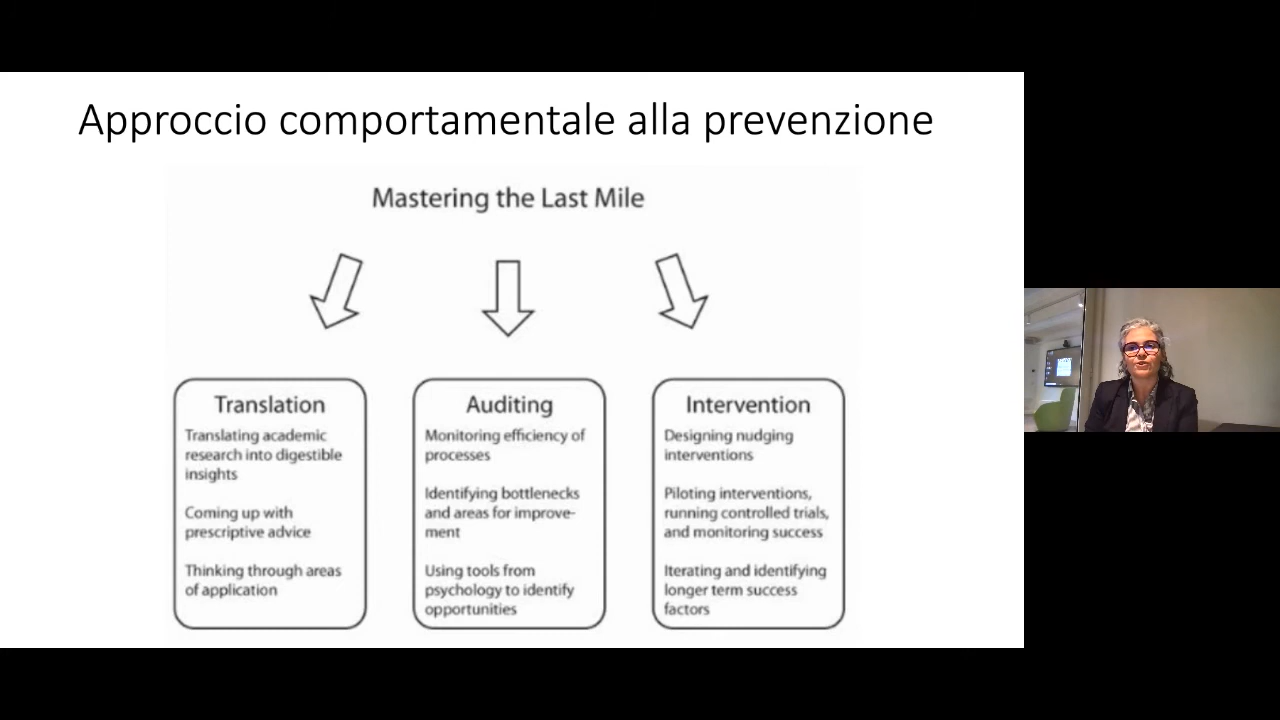 Approccio comportamentale alla prevenzione
Mastering the Last Mile
Translation
Translating academic
research into digestible
insights
Coming up with
prescriptive advice
Thinking through areas
of application
Auditing
Monitoring efficiency of
processes
Identifying bottlenecks
and areas for improve-
ment
Using tools from
psychology to identify
opportunities
Intervention
Designing nudging
interventions
Piloting interventions,
running controlled trials,
and monitoring success
Iterating and identifying
longer term success
factors